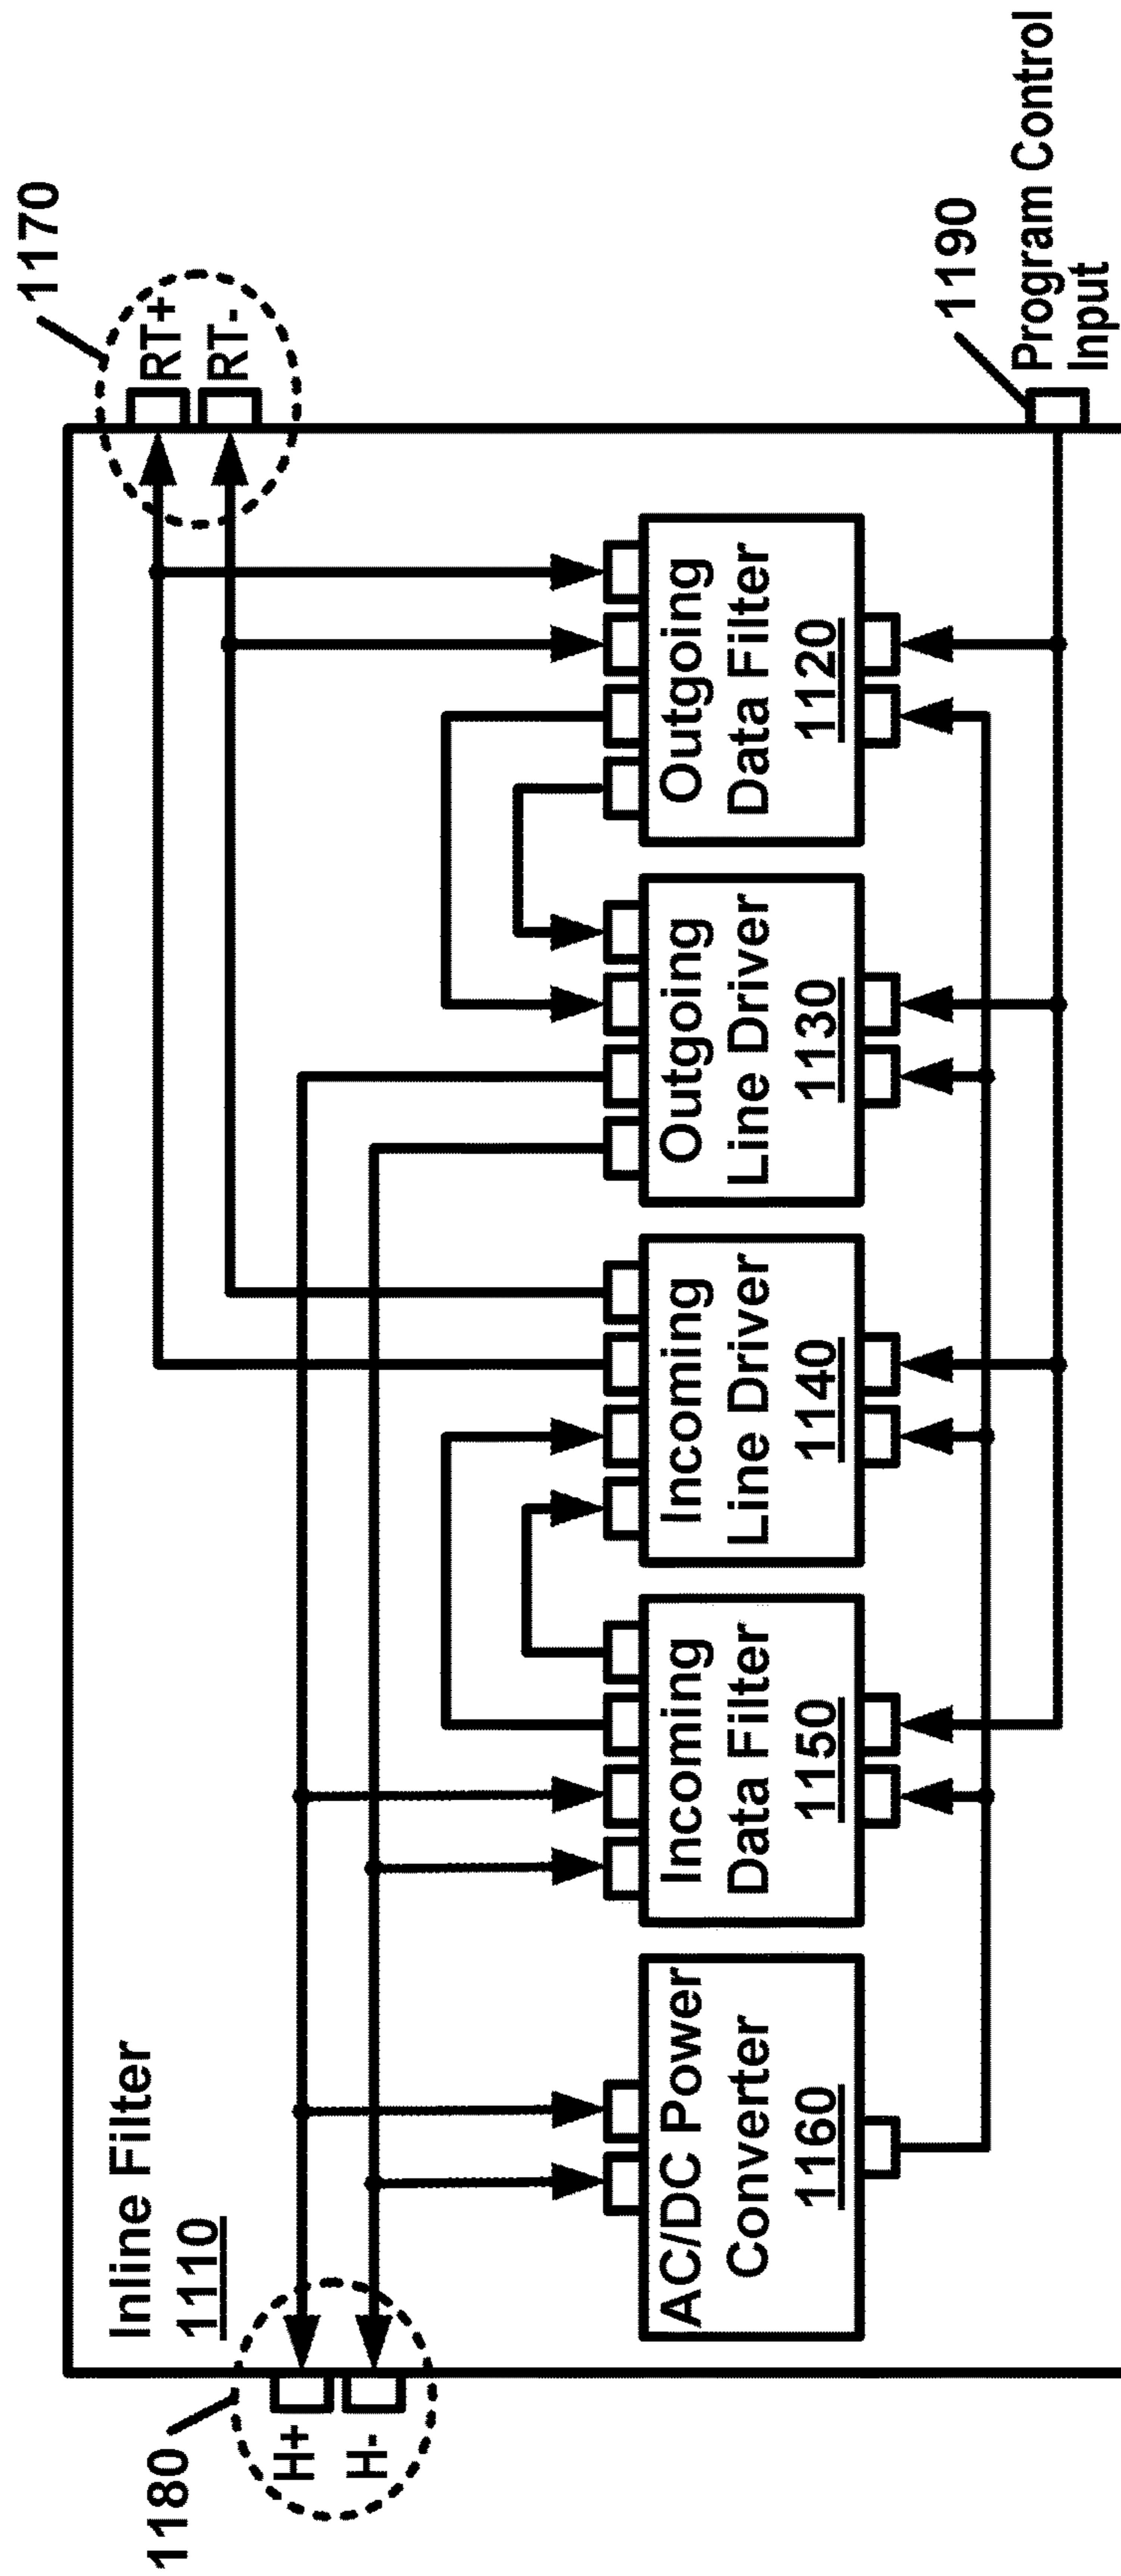 Inline Filter
1110
1180
H+
H-
1170
RT+
RT-
AC/DC Power
Converter
1160
Incoming
Data Filter
1150
Incoming
Line Driver
1140
Outgoing
Line Driver
1130
Outgoing
Data Filter
1120
1190
Program Control
Input